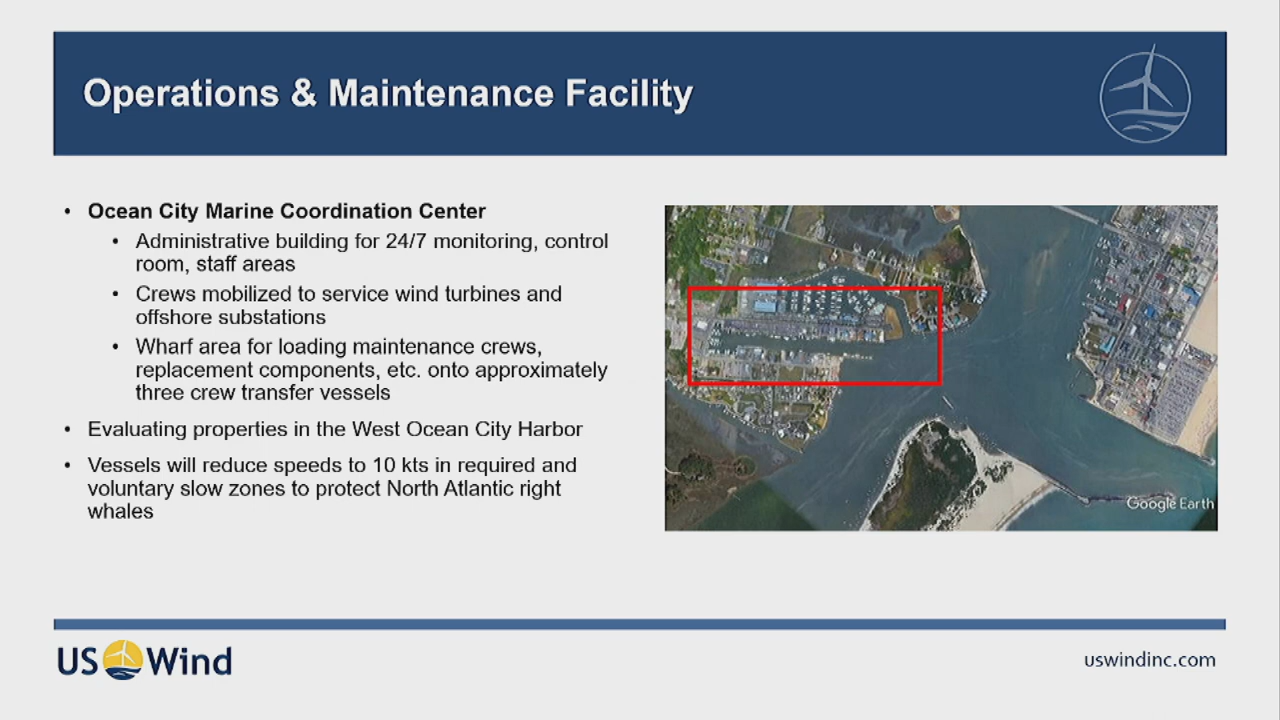 Operations & Maintenance Facility
• Ocean City Marine Coordination Center
• Administrative building for 24/7 monitoring, control
room, staff areas
• Crews mobilized to service wind turbines and
offshore substations
• Wharf area for loading maintenance crews,
replacement components, etc. onto approximately
three crew transfer vessels
• Evaluating properties in the West Ocean City Harbor
• Vessels will reduce speeds to 10 kts in required and
voluntary slow zones to protect North Atlantic right
whales
Google Earth
US Wind
uswindinc.com